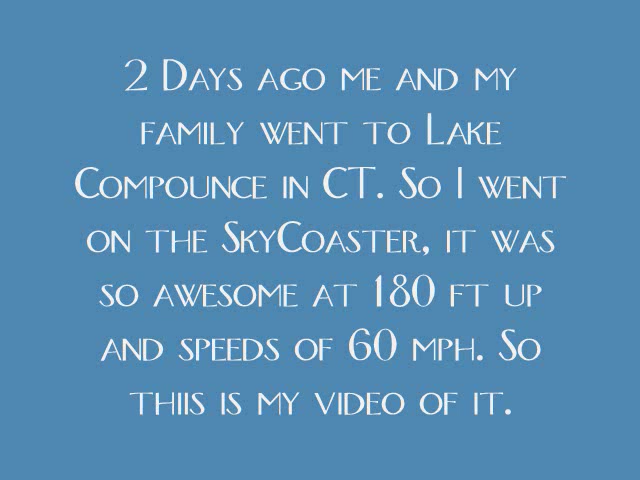 2 Days ago me and my
family went to Lake
Compounce in CT. So I went
on the SkyCoaster, it was
so awesome at 180 ft up
and speeds of 60 mph. So
thiis is my video of it.